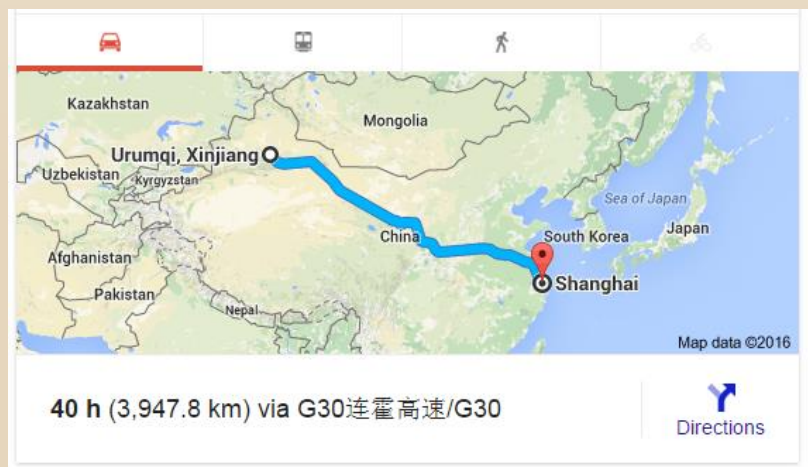 Kazakhstan
Mongolia
Urumqi, Xinjiang
Uzbekistan
Kyrgyzstan
Sea of Japan
Japan
South Korea
China
Afghanistan
Shanghai
Pakistan
Nepal
Map data ©2016
40 h (3,947.8 km) via G30连霍高速/G30
Directions